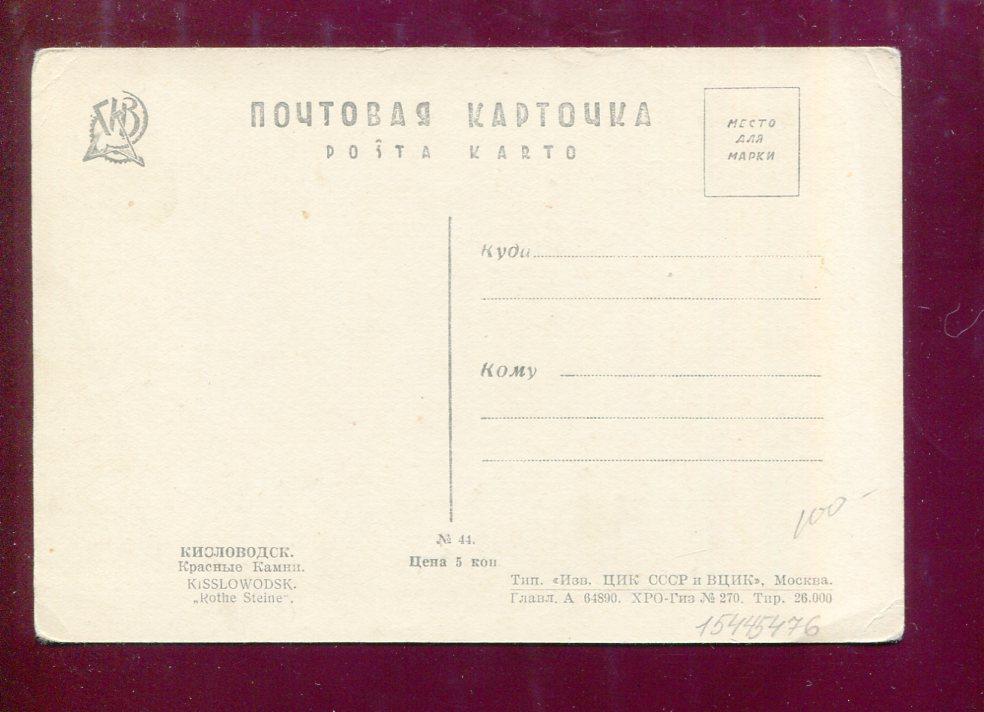 ПОЧТОВАЯ КАРТОЧКА
POŜTA KARTO
МЕСТО
ДЛЯ
МАРКИ
Куда
Кому
100-
№ 44.
Цена 5 коп
КИСЛОВОДСК.
Красные Камни.
KISSLOWODSK.
„Rothe Steine“.
Тип. «Изв. ЦИК СССР и ВЦИК», Москва.
Главл. А 64890. ХРО-Гиз № 270. Тир. 26.000
15445476